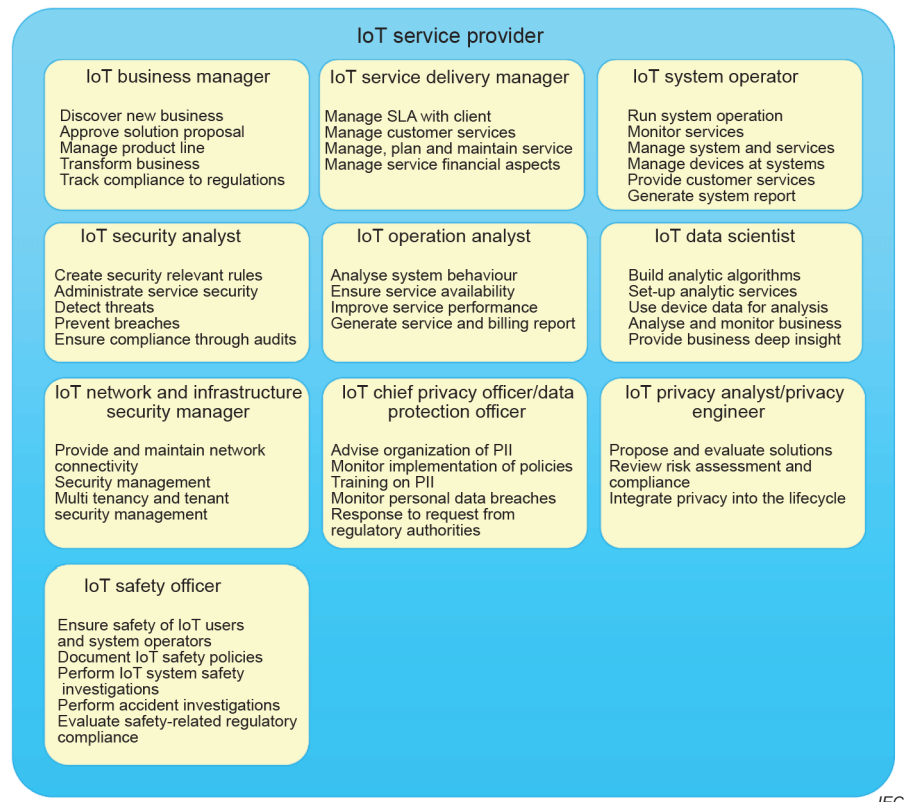 IoT service provider
IoT business manager
Discover new business
Approve solution proposal
Manage product line
Transform business
Track compliance to regulations
IoT service delivery manager
Manage SLA with client
Manage customer services
Manage, plan and maintain service
Manage service financial aspects
IoT system operator
Run system operation
Monitor services
Manage system and services
Manage devices at systems
Provide customer services
Generate system report
IoT security analyst
Create security relevant rules
Administrate service security
Detect threats
Prevent breaches
Ensure compliance through audits
IoT operation analyst
Analyse system behaviour
Ensure service availability
Improve service performance
Generate service and billing report
IoT data scientist
Build analytic algorithms
Set-up analytic services
Use device data for analysis
Analyse and monitor business
Provide business deep insight
IoT network and infrastructure
security manager
Provide and maintain network
connectivity
Security management
Multi tenancy and tenant
security management
IoT chief privacy officer/data
protection officer
Advise organization of PII
Monitor implementation of policies
Training on PII
Monitor personal data breaches
Response to request from
regulatory authorities
IoT privacy analyst/privacy
engineer
Propose and evaluate solutions
Review risk assessment and
compliance
Integrate privacy into the lifecycle
IoT safety officer
Ensure safety of IoT users
and system operators
Document IoT safety policies
Perform IoT system safety
investigations
Perform accident investigations
Evaluate safety-related regulatory
compliance
IEC